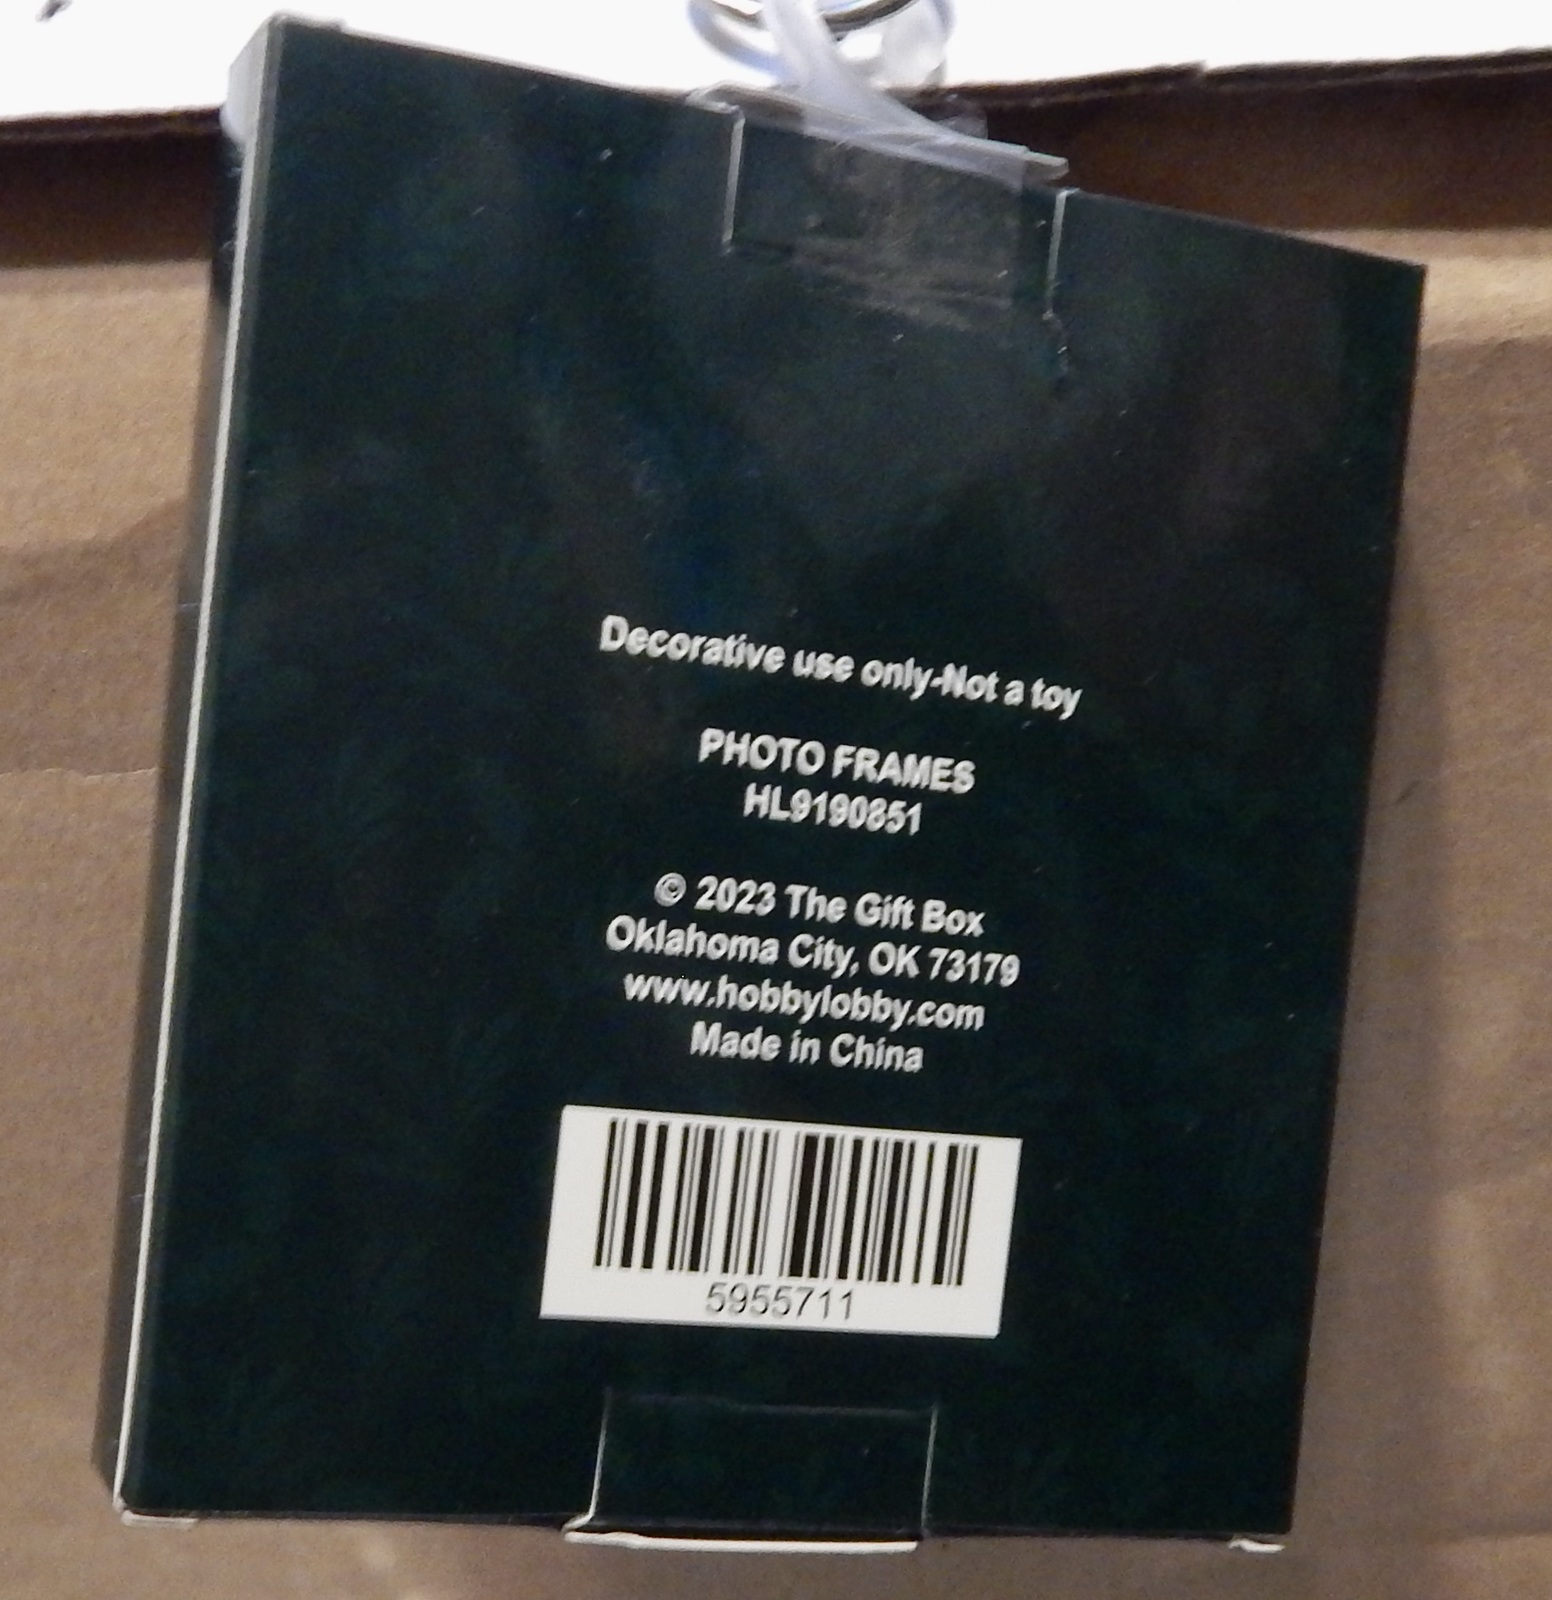 Decorative use only-Not a toy
PHOTO FRAMES
HL9190851
© 2023 The Gift Box
Oklahoma City, OK 73179
www.hobbylobby.com
Made in China
5955711